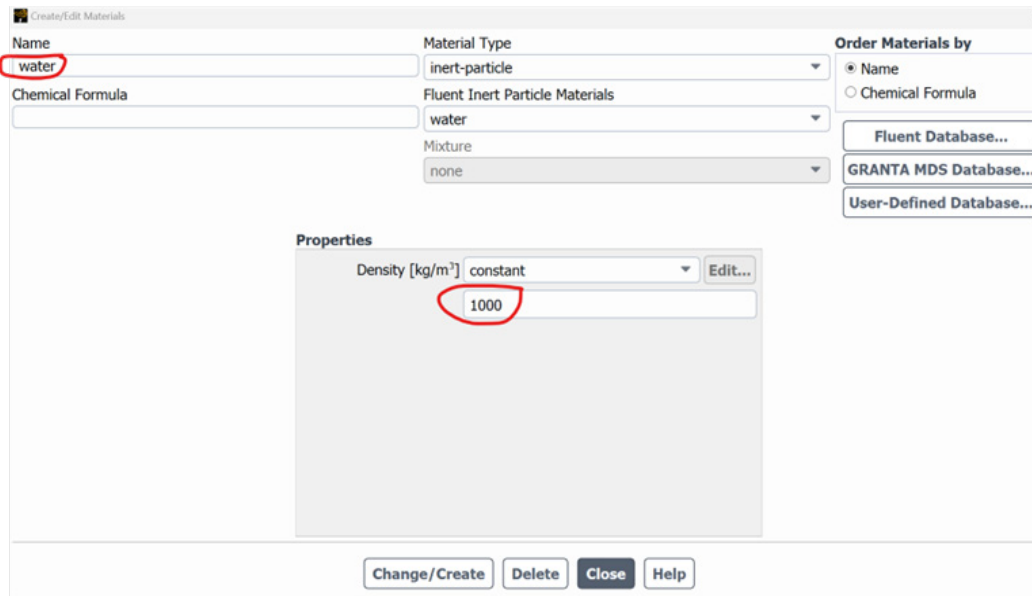 Create/Edit Materials
Name
water
Chemical Formula
Material Type
inert-particle
Fluent Inert Particle Materials
water
Mixture
none
Order Materials by
Name
Chemical Formula
Fluent Database...
GRANTA MDS Database...
User-Defined Database...
Properties
Density [kg/m³] constant Edit...
1000
Change/Create Delete Close Help